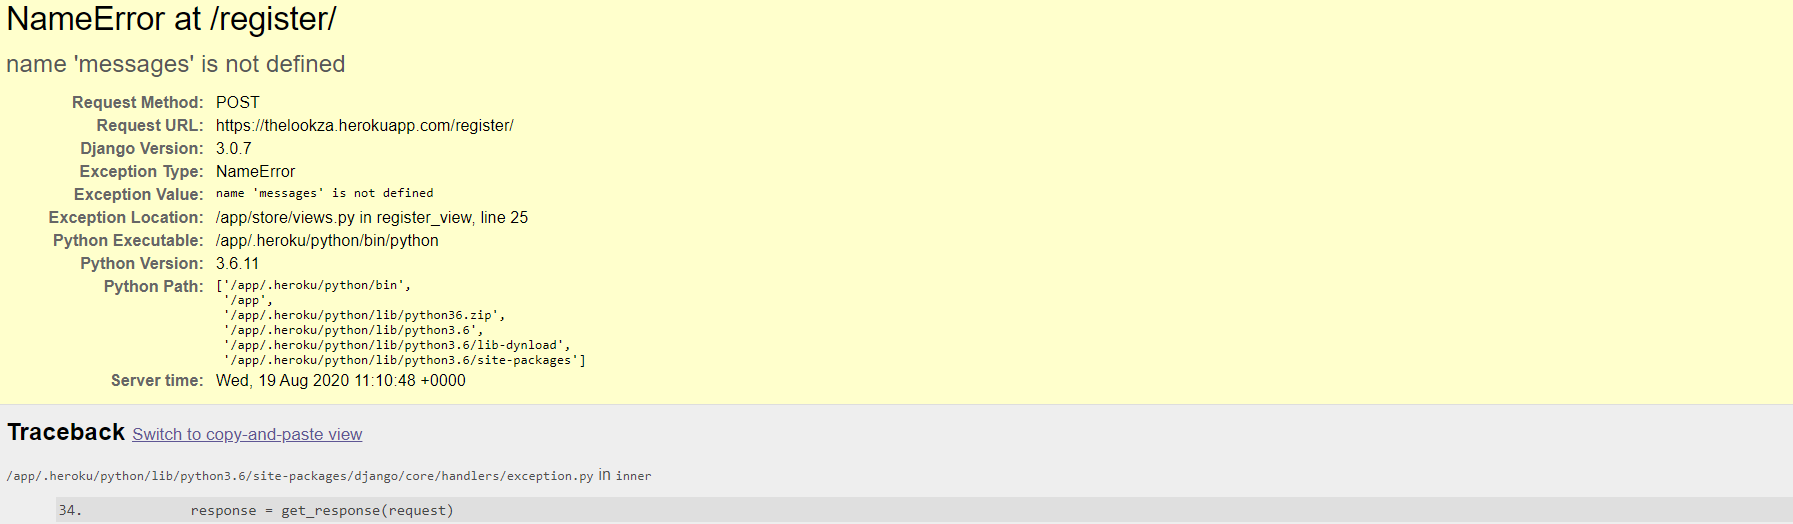 NameError at /register/
name 'messages' is not defined
Request Method: POST
Request URL: https://thelookza.herokuapp.com/register/
Django Version: 3.0.7
Exception Type: NameError
Exception Value: name 'messages' is not defined
Exception Location: /app/store/views.py in register_view, line 25
Python Executable: /app/.heroku/python/bin/python
Python Version: 3.6.11
Python Path: ['/app/.heroku/python/bin',
'/app',
'/app/.heroku/python/lib/python36.zip',
'/app/.heroku/python/lib/python3.6',
'/app/.heroku/python/lib/python3.6/lib-dynload',
'/app/.heroku/python/lib/python3.6/site-packages']
Server time: Wed, 19 Aug 2020 11:10:48 +0000
Traceback Switch to copy-and-paste view
/app/.heroku/python/lib/python3.6/site-packages/django/core/handlers/exception.py in inner
34. response = get_response(request)